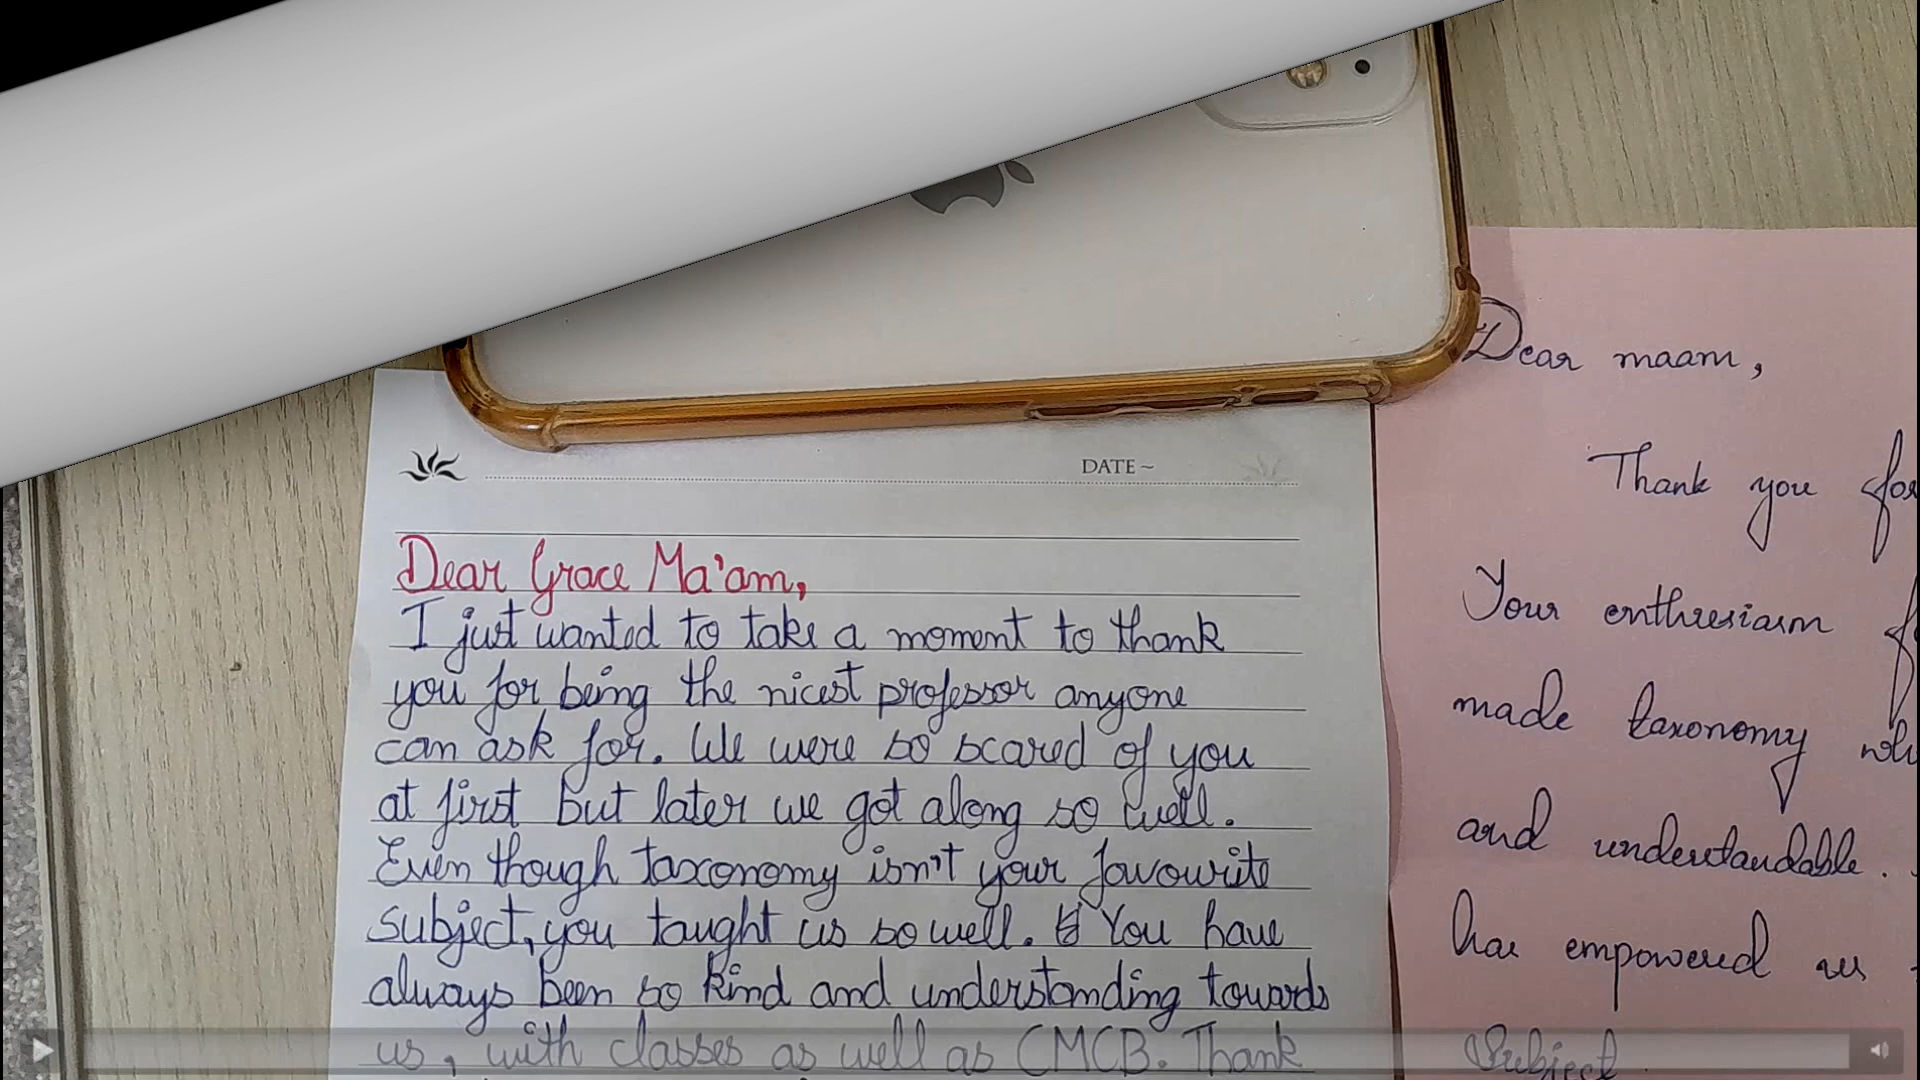 DATE~
Dear Grace Ma'am,
I just wanted to take a moment to thank
you for being the nicest professor anyone
can ask for. We were so scared of you
at first but later we got along so well.
Even though taxonomy isn't your favourite
subject, you taught us so well. You have
always been so kind and understanding towards
us, with classes as well as CMCB. Thank
Dear maam,
Thank you for
Your enthusiasm
made taxonomy
and understandable.
has empowered us
Subject